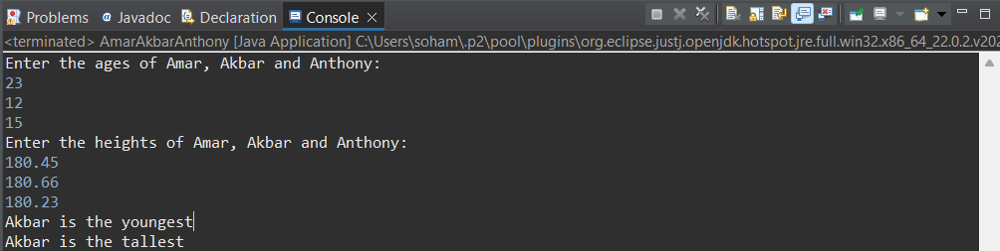 Problems Javadoc Declaration Console
<terminated> AmarAkbarAnthony [Java Application] C:\Users\soham\.p2\pool\plugins\org.eclipse.justj.openjdk.hotspot.jre.full.win32.x86_64_22.0.2.v202
Enter the ages of Amar, Akbar and Anthony:
23
12
15
Enter the heights of Amar, Akbar and Anthony:
180.45
180.66
180.23
Akbar is the youngest
Akbar is the tallest